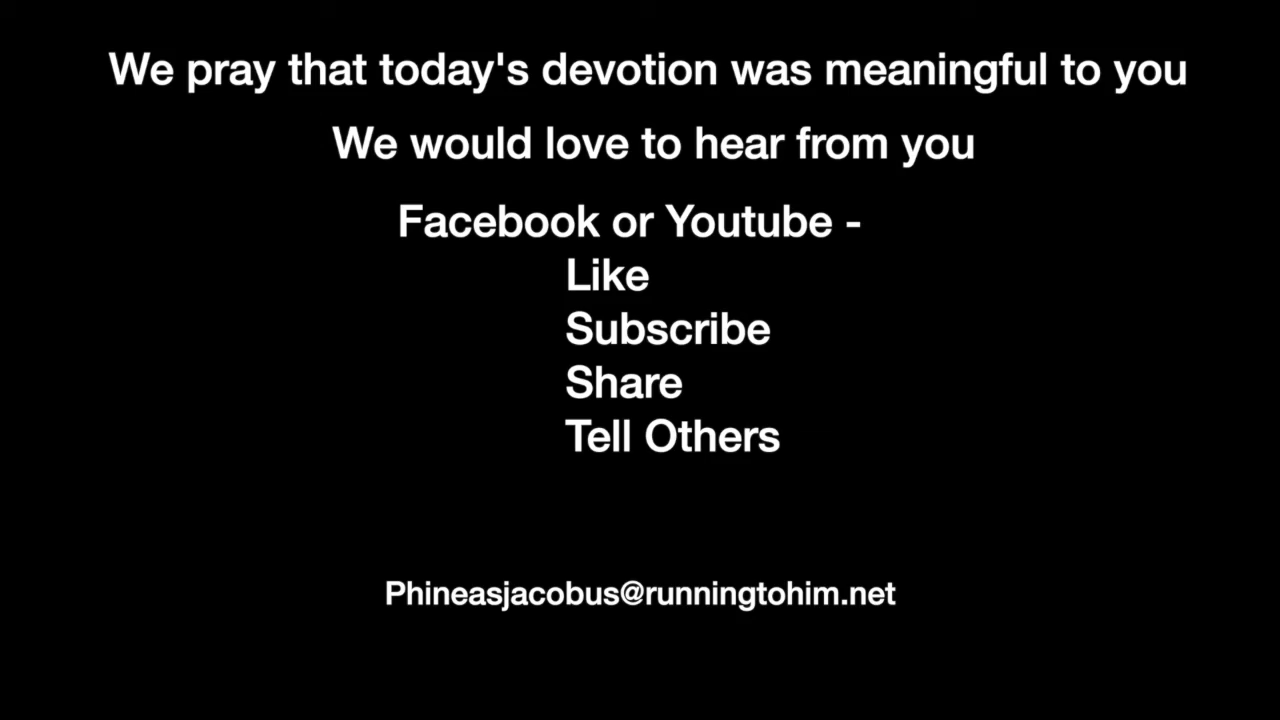 We pray that today's devotion was meaningful to you
We would love to hear from you
Facebook or Youtube -
Like
Subscribe
Share
Tell Others
Phineasjacobus@runningtohim.net